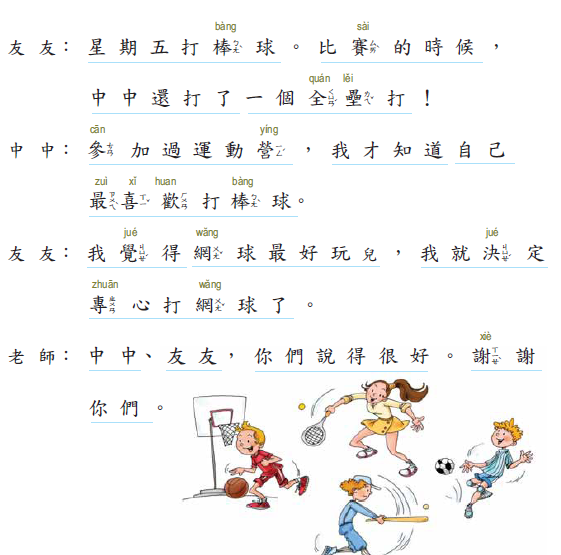 bàng sài
友友：星期五打棒球。比賽的時候，
quán lěi
中中還打了一個全壘打！
cān yíng
中中：參加過運動營，我才知道自己
zuì xǐ huan bàng
最喜歡打棒球。
jué wǎng jué
友友：我覺得網球最好玩兒，我就決定
zhuān wǎng
專心打網球了。
xiè
老師：中中、友友，你們說得很好。謝謝
你們。